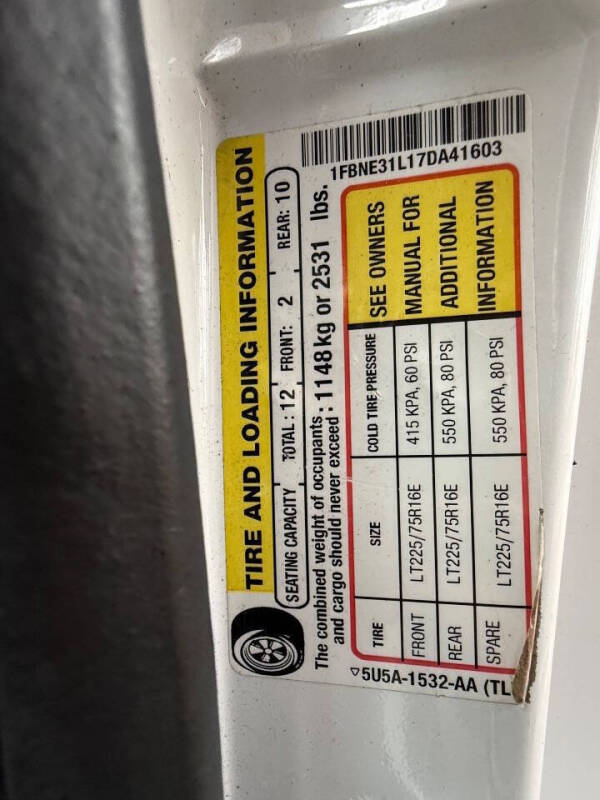 TIRE AND LOADING INFORMATION
SEATING CAPACITY TOTAL : 12 FRONT: 2 REAR: 10
The combined weight of occupants and cargo should never exceed : 1148 kg or 2531 lbs.
TIRE SIZE COLD TIRE PRESSURE
FRONT LT225/75R16E 415 KPA, 60 PSI
REAR LT225/75R16E 550 KPA, 80 PSI
SPARE LT225/75R16E 550 KPA, 80 PSI
SEE OWNERS
MANUAL FOR
ADDITIONAL
INFORMATION
▽5U5A-1532-AA (TL
1FBNE31L17DA41603